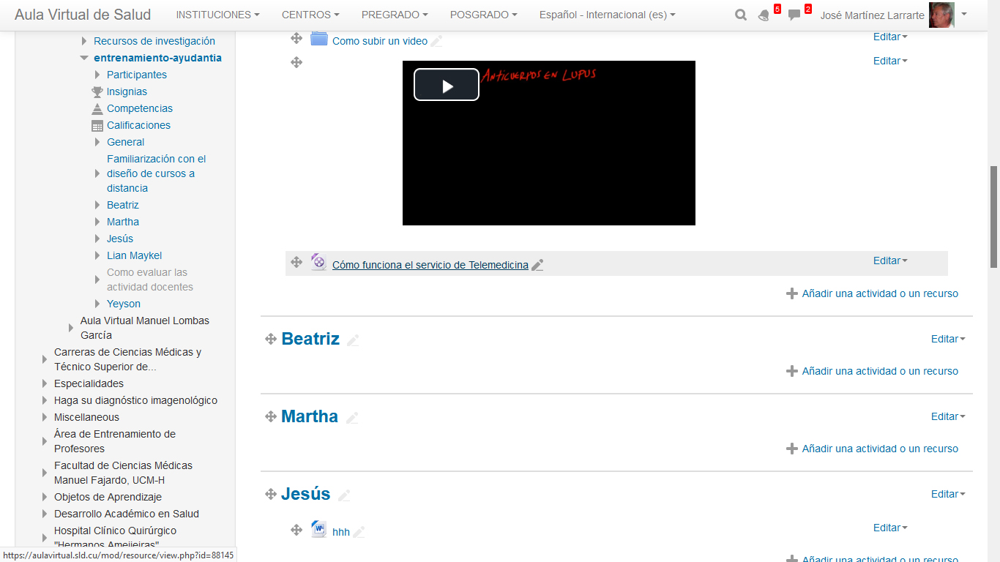 Aula Virtual de Salud
INSTITUCIONES
CENTROS
PREGRADO
POSGRADO
Español - Internacional (es)
5
2
José Martínez Larrarte
Recursos de investigación
entrenamiento-ayudantia
Participantes
Insignias
Competencias
Calificaciones
General
Familiarización con el
diseño de cursos a
distancia
Beatriz
Martha
Jesús
Lian Maykel
Como evaluar las
actividad docentes
Yeyson
Aula Virtual Manuel Lombas
García
Carreras de Ciencias Médicas y
Técnico Superior de...
Especialidades
Haga su diagnóstico imagenológico
Miscellaneous
Área de Entrenamiento de
Profesores
Facultad de Ciencias Médicas
Manuel Fajardo, UCM-H
Objetos de Aprendizaje
Desarrollo Académico en Salud
Hospital Clínico Quirúrgico
"Hermanos Ameijeiras"
https://aulavirtual.sld.cu/mod/resource/view.php?id=88145
Como subir un video
Editar
Editar
ANTICUERPOS EN LUPUS
Cómo funciona el servicio de Telemedicina
Editar
Añadir una actividad o un recurso
Beatriz
Editar
Añadir una actividad o un recurso
Martha
Editar
Añadir una actividad o un recurso
Jesús
Editar
hhh
Editar
Añadir una actividad o un recurso